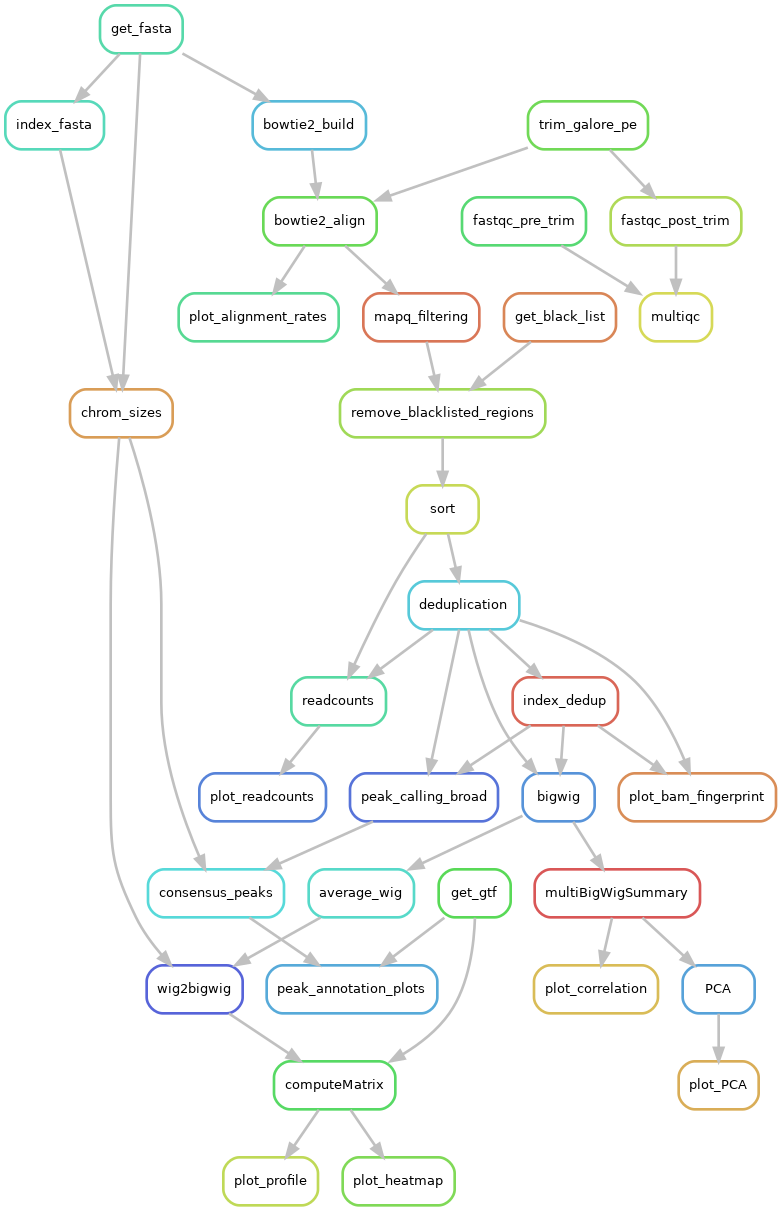 get_fasta
index_fasta
bowtie2_build
trim_galore_pe
bowtie2_align
fastqc_pre_trim
fastqc_post_trim
plot_alignment_rates
mapq_filtering
get_black_list
multiqc
chrom_sizes
remove_blacklisted_regions
sort
deduplication
readcounts
index_dedup
plot_readcounts
peak_calling_broad
bigwig
plot_bam_fingerprint
consensus_peaks
average_wig
get_gtf
multiBigWigSummary
wig2bigwig
peak_annotation_plots
plot_correlation
PCA
computeMatrix
plot_PCA
plot_profile
plot_heatmap